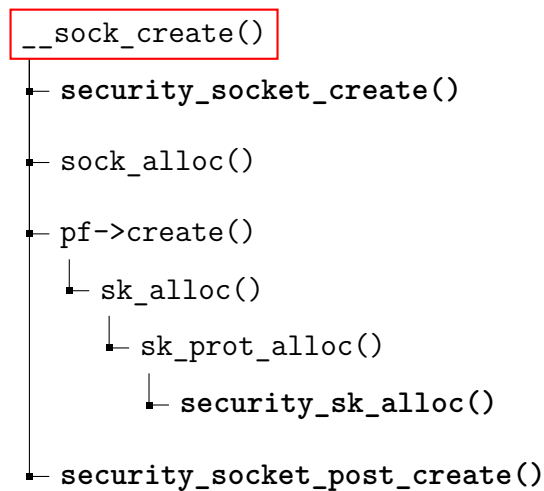 __sock_create()
security_socket_create()
sock_alloc()
pf->create()
sk_alloc()
sk_prot_alloc()
security_sk_alloc()
security_socket_post_create()